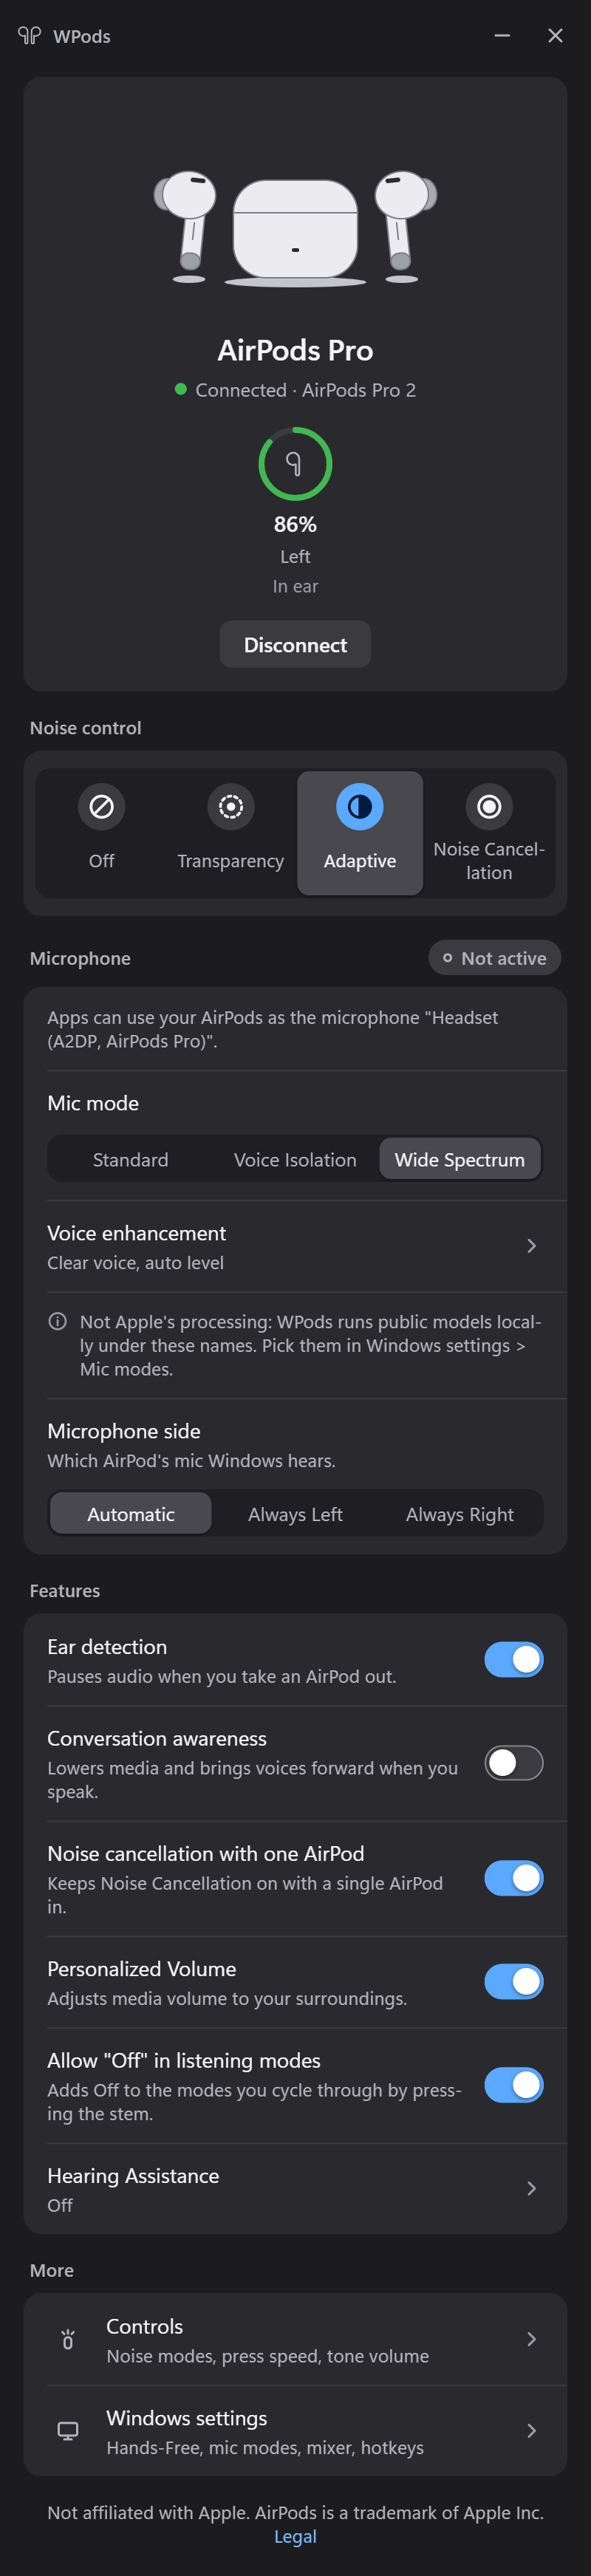 WPods
AirPods Pro
Connected · AirPods Pro 2
86%
Left
In ear
Disconnect
Noise control
Off
Transparency
Adaptive
Noise Cancel-
lation
Microphone
Not active
Apps can use your AirPods as the microphone "Headset
(A2DP, AirPods Pro)".
Mic mode
Standard
Voice Isolation
Wide Spectrum
Voice enhancement
Clear voice, auto level
Not Apple's processing: WPods runs public models local-
ly under these names. Pick them in Windows settings >
Mic modes.
Microphone side
Which AirPod's mic Windows hears.
Automatic
Always Left
Always Right
Features
Ear detection
Pauses audio when you take an AirPod out.
Conversation awareness
Lowers media and brings voices forward when you
speak.
Noise cancellation with one AirPod
Keeps Noise Cancellation on with a single AirPod
in.
Personalized Volume
Adjusts media volume to your surroundings.
Allow "Off" in listening modes
Adds Off to the modes you cycle through by press-
ing the stem.
Hearing Assistance
Off
More
Controls
Noise modes, press speed, tone volume
Windows settings
Hands-Free, mic modes, mixer, hotkeys
Not affiliated with Apple. AirPods is a trademark of Apple Inc.
Legal